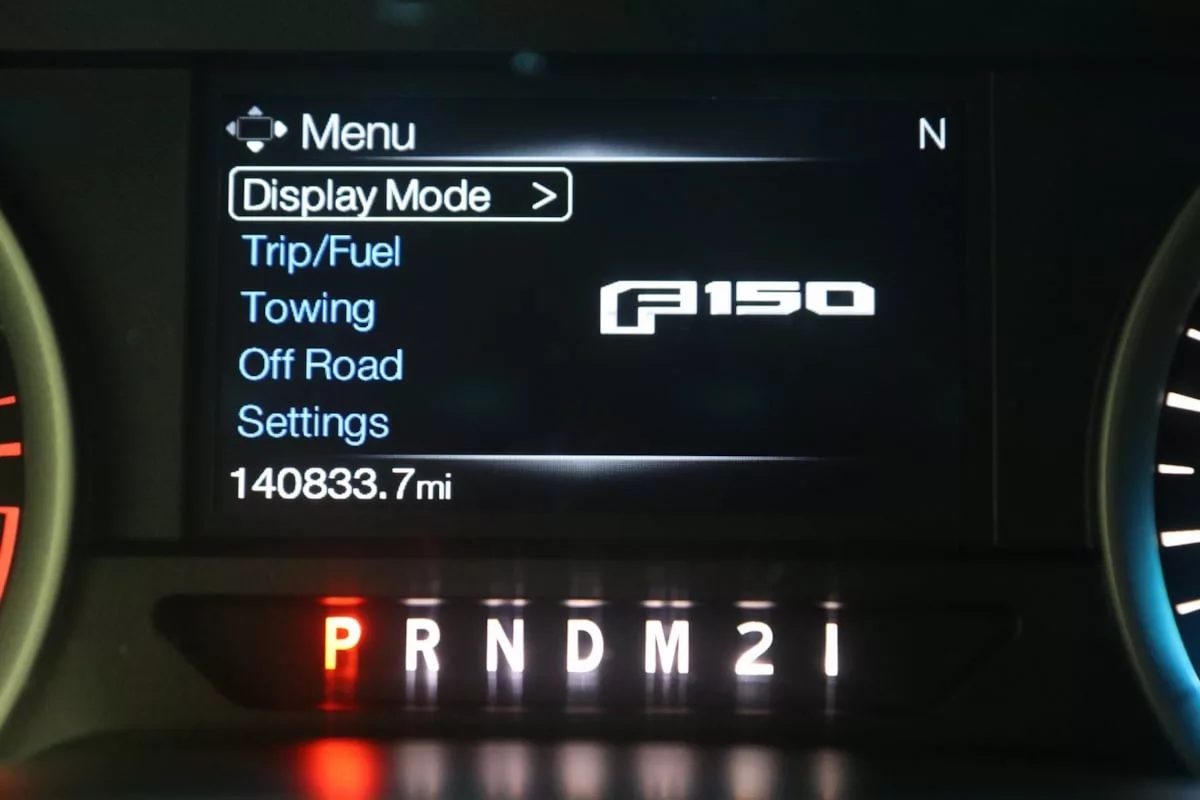 Menu N
Display Mode >
Trip/Fuel
Towing
F150
Off Road
Settings
140833.7mi
P R N D M 2 1